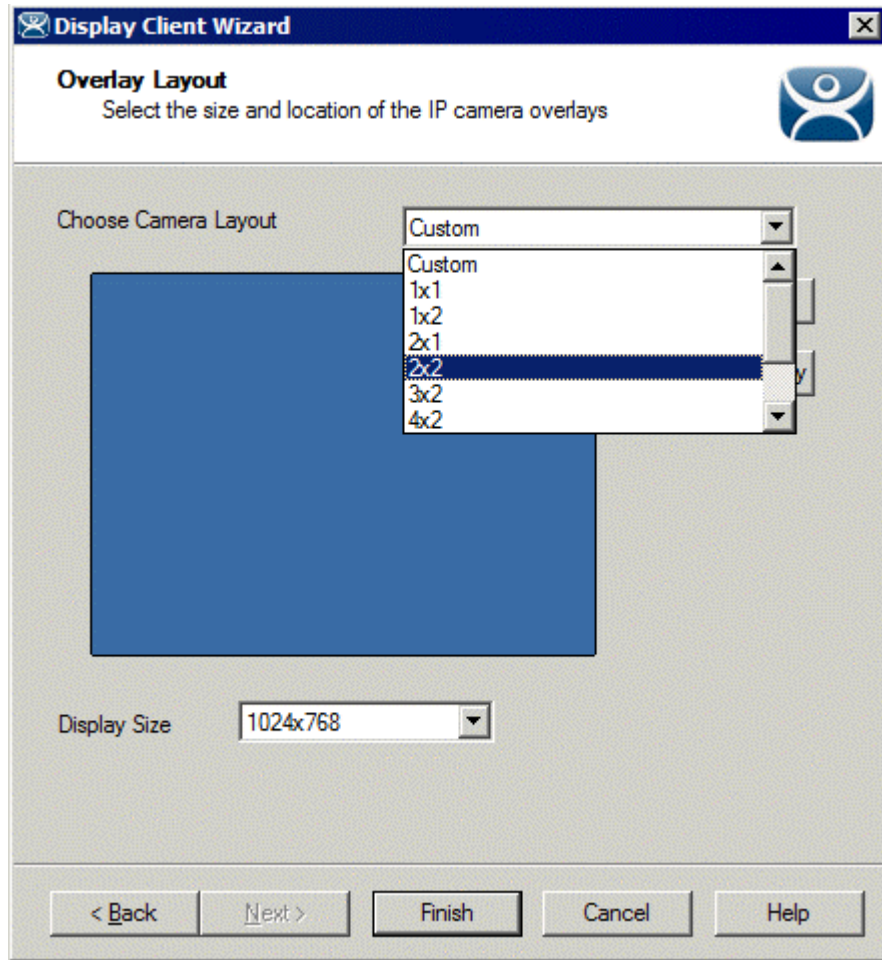 Display Client Wizard
Overlay Layout
Select the size and location of the IP camera overlays
Choose Camera Layout
Custom
Custom
1x1
1x2
2x1
2x2
3x2
4x2
y
Display Size
1024x768
< Back
Next >
Finish
Cancel
Help